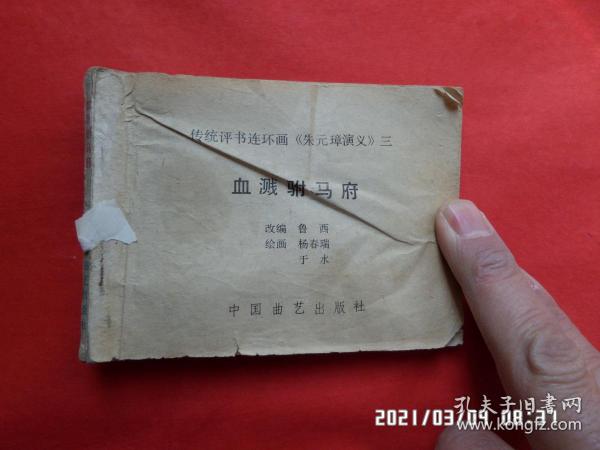 传统评书连环画《朱元璋演义》三
血溅驸马府
改编 鲁西
绘画 杨春瑞
于水
中国曲艺出版社
2021/03/09 08:37
孔夫子旧书网
www.kongfz.com